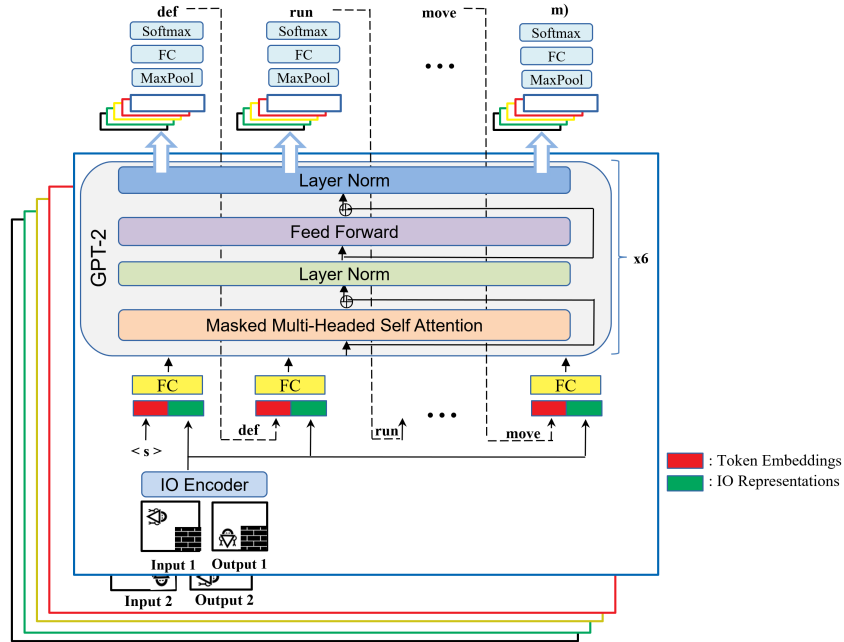 def run move m)
Softmax Softmax Softmax
FC FC FC
MaxPool MaxPool MaxPool
...
GPT-2
Layer Norm
Feed Forward
Layer Norm
Masked Multi-Headed Self Attention
x6
FC FC FC
...
def run move
< s >
IO Encoder
: Token Embeddings
: IO Representations
Input 1 Output 1
Input 2 Output 2